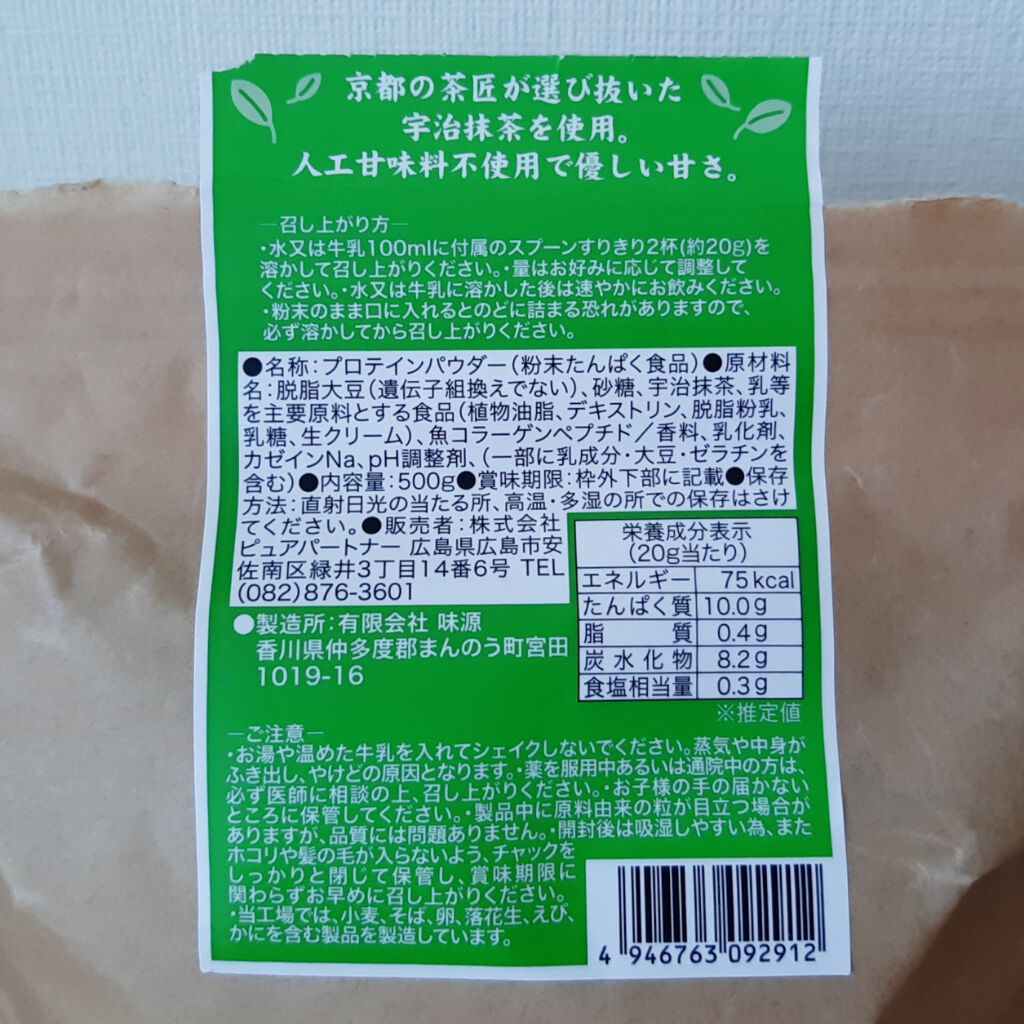 京都の茶匠が選び抜いた
宇治抹茶を使用。
人工甘味料不使用で優しい甘さ。
―召し上がり方―
・水又は牛乳100mlに付属のスプーンすりきり2杯(約20g)を
溶かして召し上がりください。・量はお好みに応じて調整して
ください。・水又は牛乳に溶かした後は速やかにお飲みください。
・粉末のまま口に入れるとのどに詰まる恐れがありますので、
必ず溶かしてから召し上がりください。
●名称：プロテインパウダー（粉末たんぱく食品）●原材料
名：脱脂大豆（遺伝子組換えでない）、砂糖、宇治抹茶、乳等
を主要原料とする食品（植物油脂、デキストリン、脱脂粉乳、
乳糖、生クリーム）、魚コラーゲンペプチド／香料、乳化剤、
カゼインNa、pH調整剤、（一部に乳成分・大豆・ゼラチンを
含む）●内容量：500g●賞味期限：枠外下部に記載●保存
方法：直射日光の当たる所、高温・多湿の所での保存はさけ
てください。●販売者：株式会社
ピュアパートナー 広島県広島市安
佐南区緑井3丁目14番6号 TEL
(082)876-3601
栄養成分表示
（20g当たり）
エネルギー 75kcal
たんぱく質 10.0g
脂質 0.4g
炭水化物 8.2g
食塩相当量 0.3g
※推定値
●製造所：有限会社 味源
香川県仲多度郡まんのう町宮田
1019-16
―ご注意―
・お湯や温めた牛乳を入れてシェイクしないでください。蒸気や中身が
ふき出し、やけどの原因となります。・薬を服用中あるいは通院中の方は、
必ず医師に相談の上、召し上がりください。・お子様の手の届かない
ところに保管してください。・製品中に原料由来の粒が目立つ場合が
ありますが、品質には問題ありません。・開封後は吸湿しやすい為、また
ホコリや髪の毛が入らないよう、チャックを
しっかりと閉じて保管し、賞味期限に
関わらずお早めに召し上がりください。
・当工場では、小麦、そば、卵、落花生、えび、
かにを含む製品を製造しています。
4 946763 092912